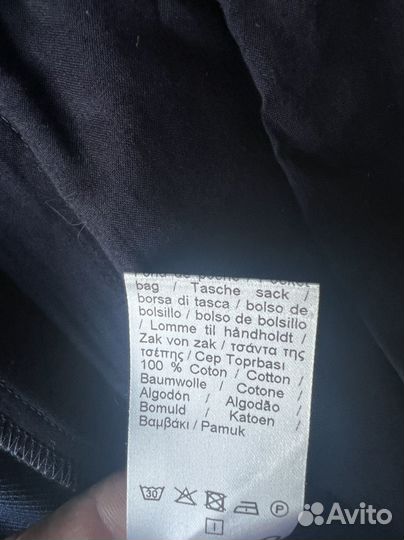 bag / Tasche sack /
borsa di tasca / bolso de
bolsillo / bolso de bolsillo
/ Lomme til håndholdt /
Zak von zak / τσάντα της
τσέπης / Cep Toprbası
100 % Coton / Cotton /
Baumwolle / Cotone /
Algodón / Algodão /
Bomuld / Katoen /
Βαμβάκι / Pamuk
30
P
Avito